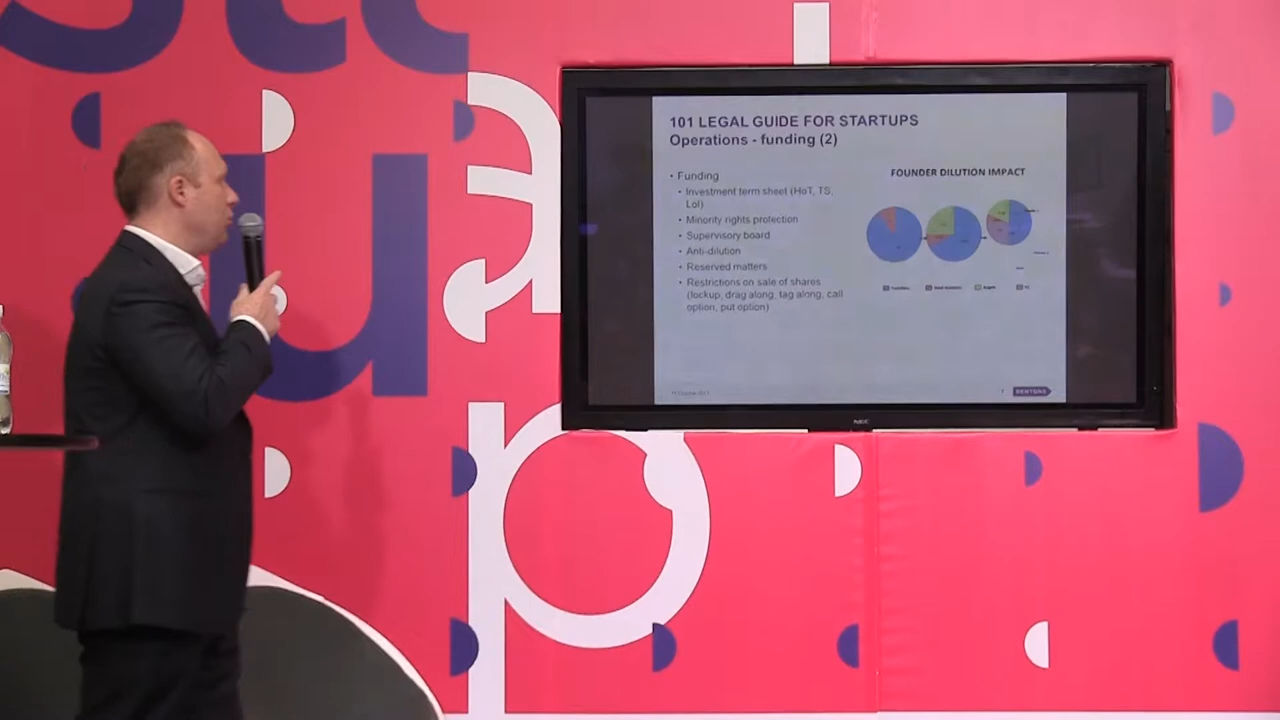 101 LEGAL GUIDE FOR STARTUPS
Operations - funding (2)
• Funding
• Investment term sheet (HoT, TS,
LoI)
• Minority rights protection
• Supervisory board
• Anti-dilution
• Reserved matters
• Restrictions on sale of shares
(lockup, drag along, tag along, call
option, put option)
FOUNDER DILUTION IMPACT
DENTONS
NEC